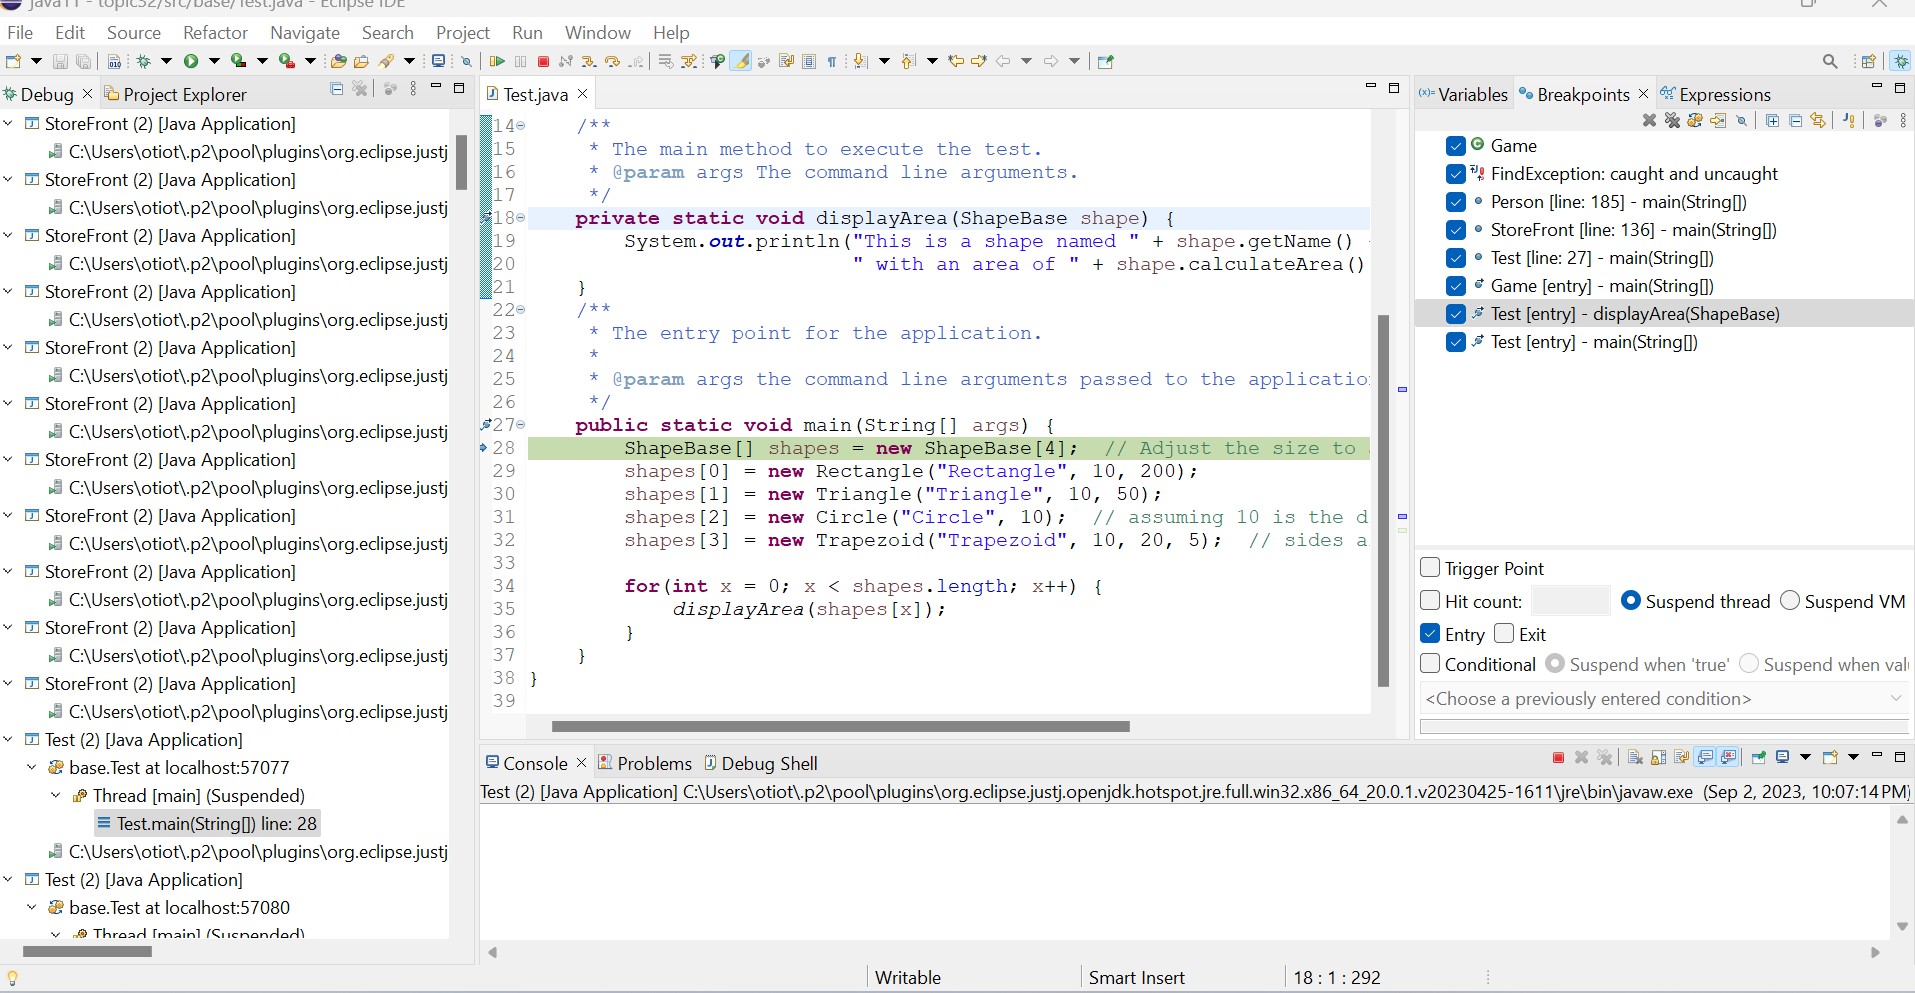 java11 - topic32/src/base/Test.java - Eclipse IDE
File Edit Source Refactor Navigate Search Project Run Window Help
Debug Project Explorer
StoreFront (2) [Java Application]
C:\Users\otiot\.p2\pool\plugins\org.eclipse.justj
StoreFront (2) [Java Application]
C:\Users\otiot\.p2\pool\plugins\org.eclipse.justj
StoreFront (2) [Java Application]
C:\Users\otiot\.p2\pool\plugins\org.eclipse.justj
StoreFront (2) [Java Application]
C:\Users\otiot\.p2\pool\plugins\org.eclipse.justj
StoreFront (2) [Java Application]
C:\Users\otiot\.p2\pool\plugins\org.eclipse.justj
StoreFront (2) [Java Application]
C:\Users\otiot\.p2\pool\plugins\org.eclipse.justj
StoreFront (2) [Java Application]
C:\Users\otiot\.p2\pool\plugins\org.eclipse.justj
StoreFront (2) [Java Application]
C:\Users\otiot\.p2\pool\plugins\org.eclipse.justj
StoreFront (2) [Java Application]
C:\Users\otiot\.p2\pool\plugins\org.eclipse.justj
StoreFront (2) [Java Application]
C:\Users\otiot\.p2\pool\plugins\org.eclipse.justj
StoreFront (2) [Java Application]
C:\Users\otiot\.p2\pool\plugins\org.eclipse.justj
Test (2) [Java Application]
base.Test at localhost:57077
Thread [main] (Suspended)
Test.main(String[]) line: 28
C:\Users\otiot\.p2\pool\plugins\org.eclipse.justj
Test (2) [Java Application]
base.Test at localhost:57080
Thread [main] (Suspended)
Test.java
14 /**
15 * The main method to execute the test.
16 * @param args The command line arguments.
17 */
18 private static void displayArea(ShapeBase shape) {
19 System.out.println("This is a shape named " + shape.getName()
20 " with an area of " + shape.calculateArea()
21 }
22 /**
23 * The entry point for the application.
24 *
25 * @param args the command line arguments passed to the applicatio
26 */
27 public static void main(String[] args) {
28 ShapeBase[] shapes = new ShapeBase[4]; // Adjust the size to
29 shapes[0] = new Rectangle("Rectangle", 10, 200);
30 shapes[1] = new Triangle("Triangle", 10, 50);
31 shapes[2] = new Circle("Circle", 10); // assuming 10 is the d
32 shapes[3] = new Trapezoid("Trapezoid", 10, 20, 5); // sides a
33
34 for(int x = 0; x < shapes.length; x++) {
35 displayArea(shapes[x]);
36 }
37 }
38 }
39
Variables Breakpoints Expressions
Game
FindException: caught and uncaught
Person [line: 185] - main(String[])
StoreFront [line: 136] - main(String[])
Test [line: 27] - main(String[])
Game [entry] - main(String[])
Test [entry] - displayArea(ShapeBase)
Test [entry] - main(String[])
Trigger Point
Hit count: Suspend thread Suspend VM
Entry Exit
Conditional Suspend when 'true' Suspend when val
<Choose a previously entered condition>
Console Problems Debug Shell
Test (2) [Java Application] C:\Users\otiot\.p2\pool\plugins\org.eclipse.justj.openjdk.hotspot.jre.full.win32.x86_64_20.0.1.v20230425-1611\jre\bin\javaw.exe (Sep 2, 2023, 10:07:14 PM)
Writable Smart Insert 18 : 1 : 292